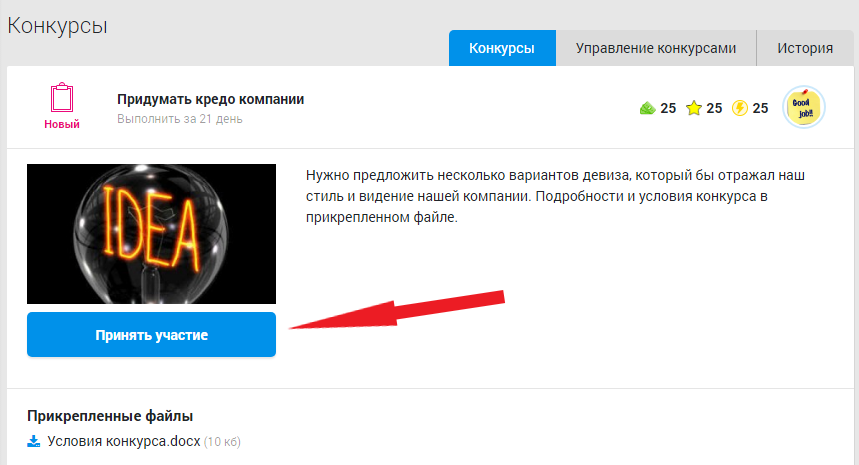 Конкурсы
Конкурсы Управление конкурсами История
Придумать кредо компании
Выполнить за 21 день
Новый
25 25 25
Good
job!!
IDEA
Нужно предложить несколько вариантов девиза, который бы отражал наш
стиль и видение нашей компании. Подробности и условия конкурса в
прикрепленном файле.
Принять участие
Прикрепленные файлы
Условия конкурса.docx (10 кб)